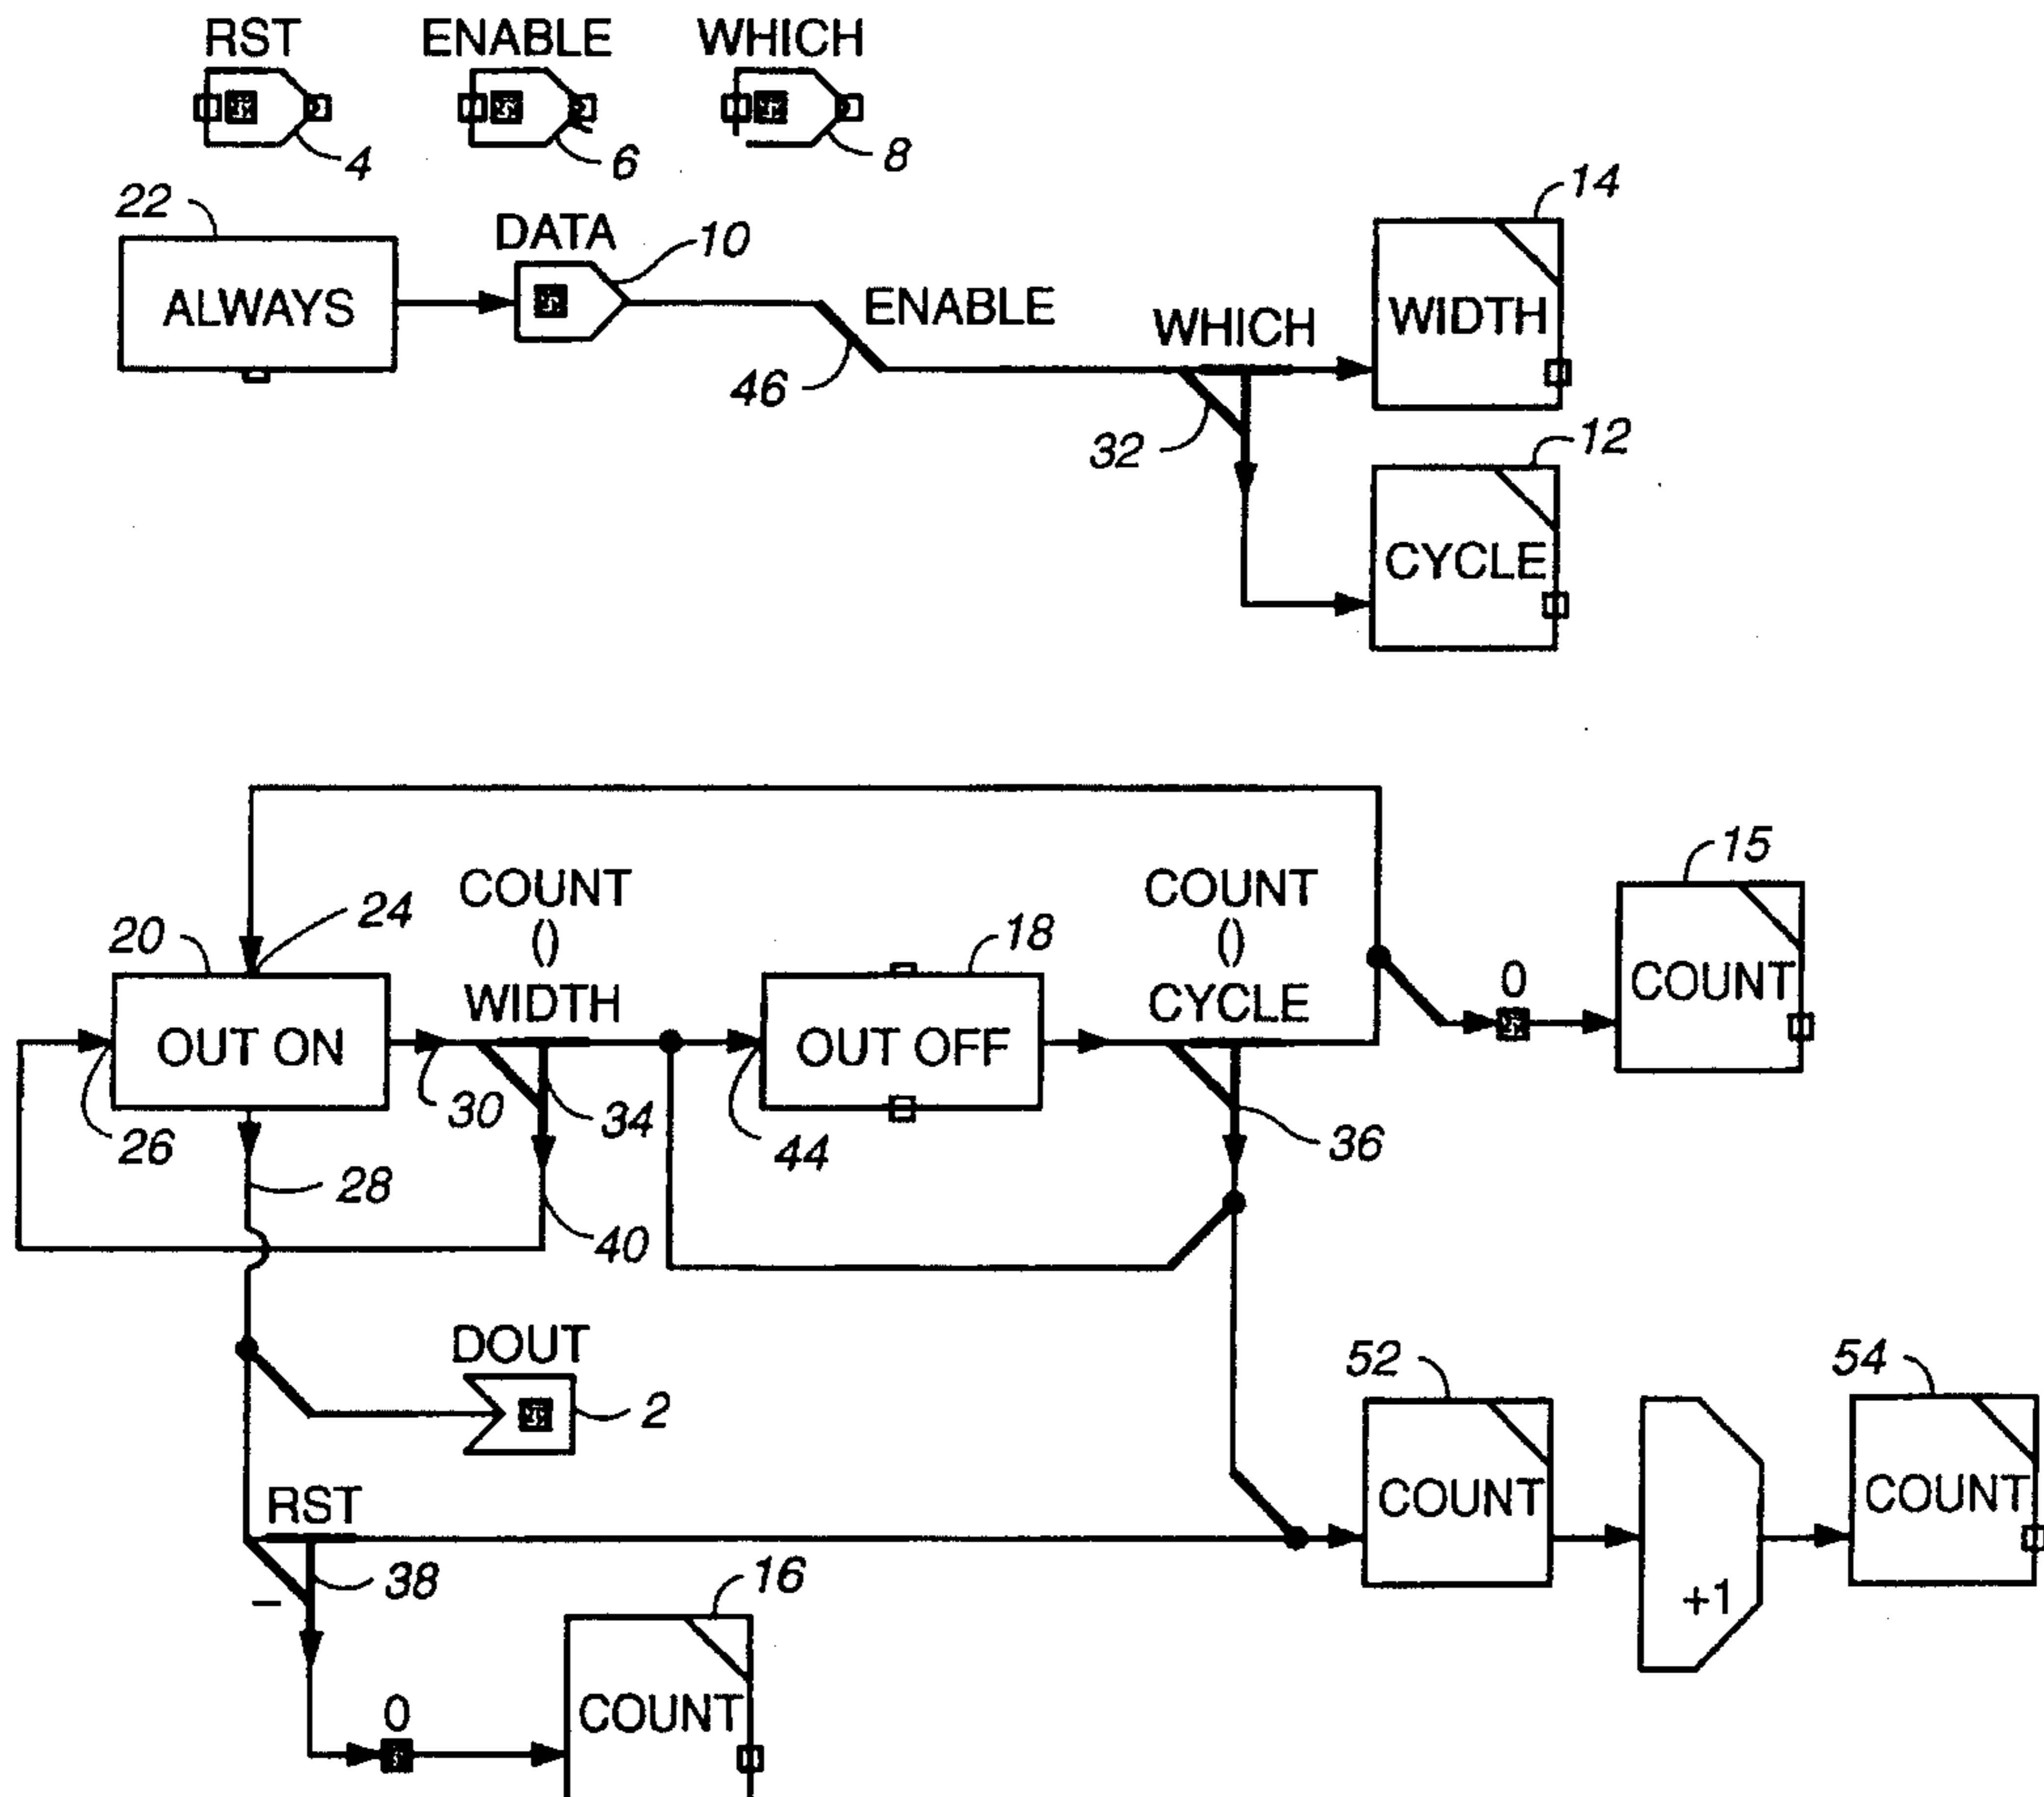 RST ENABLE WHICH
4 6 8
22 DATA 10 14
ALWAYS ENABLE WHICH WIDTH
46 32 12
CYCLE
15
20 24 COUNT 18 COUNT
() () 0 COUNT
OUT ON WIDTH OUT OFF CYCLE
26 30 34 44 36
28 40
DOUT 52 54
2
RST COUNT COUNT
– 38 16 +1
0 COUNT